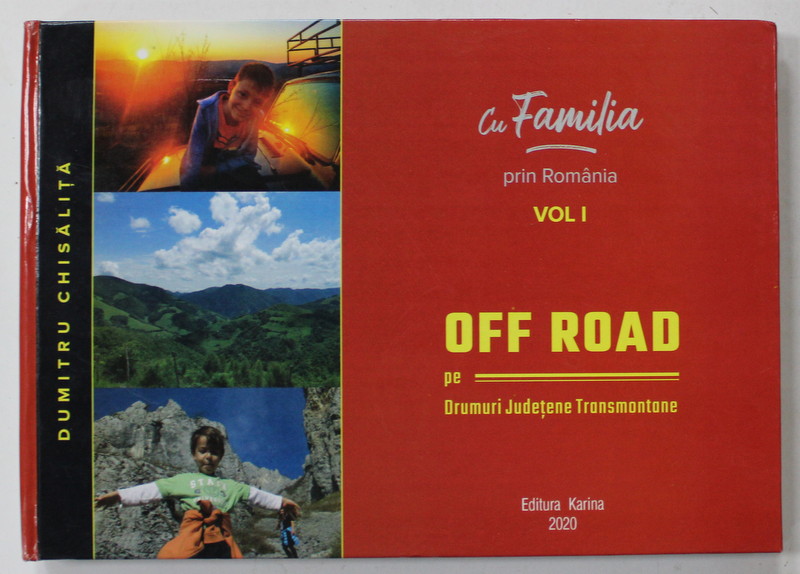 DUMITRU CHISĂLIȚĂ
Cu Familia
prin România
VOL I
OFF ROAD
pe
Drumuri Județene Transmontane
Editura Karina
2020